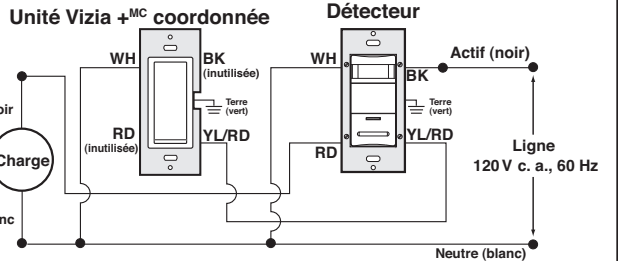 Unité Vizia +MC coordonnée
Détecteur
WH
BK
(inutilisée)
WH
BK
Actif (noir)
Terre
(vert)
Terre
(vert)
RD
(inutilisée)
YL/RD
RD
YL/RD
Charge
Ligne
120 V c. a., 60 Hz
Neutre (blanc)